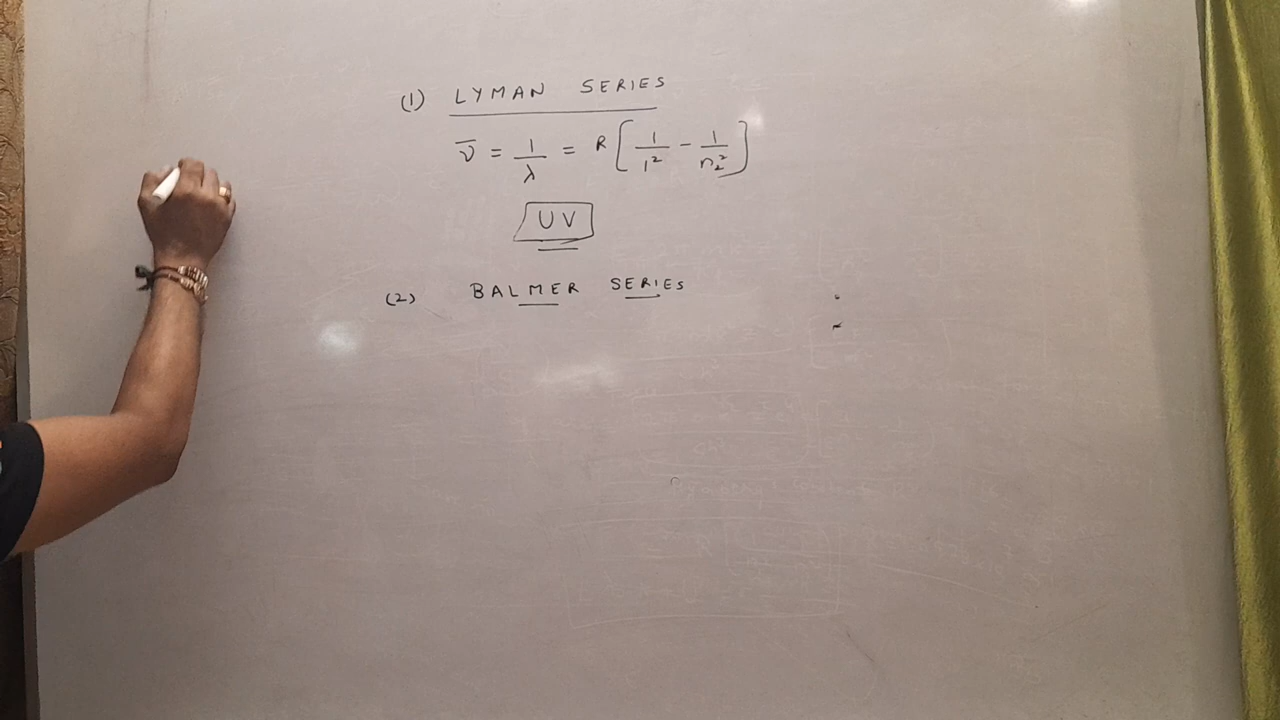 (1) LYMAN SERIES
ν̅ = 1/λ = R[1/1² - 1/n₂²]
UV
(2) BALMER SERIES